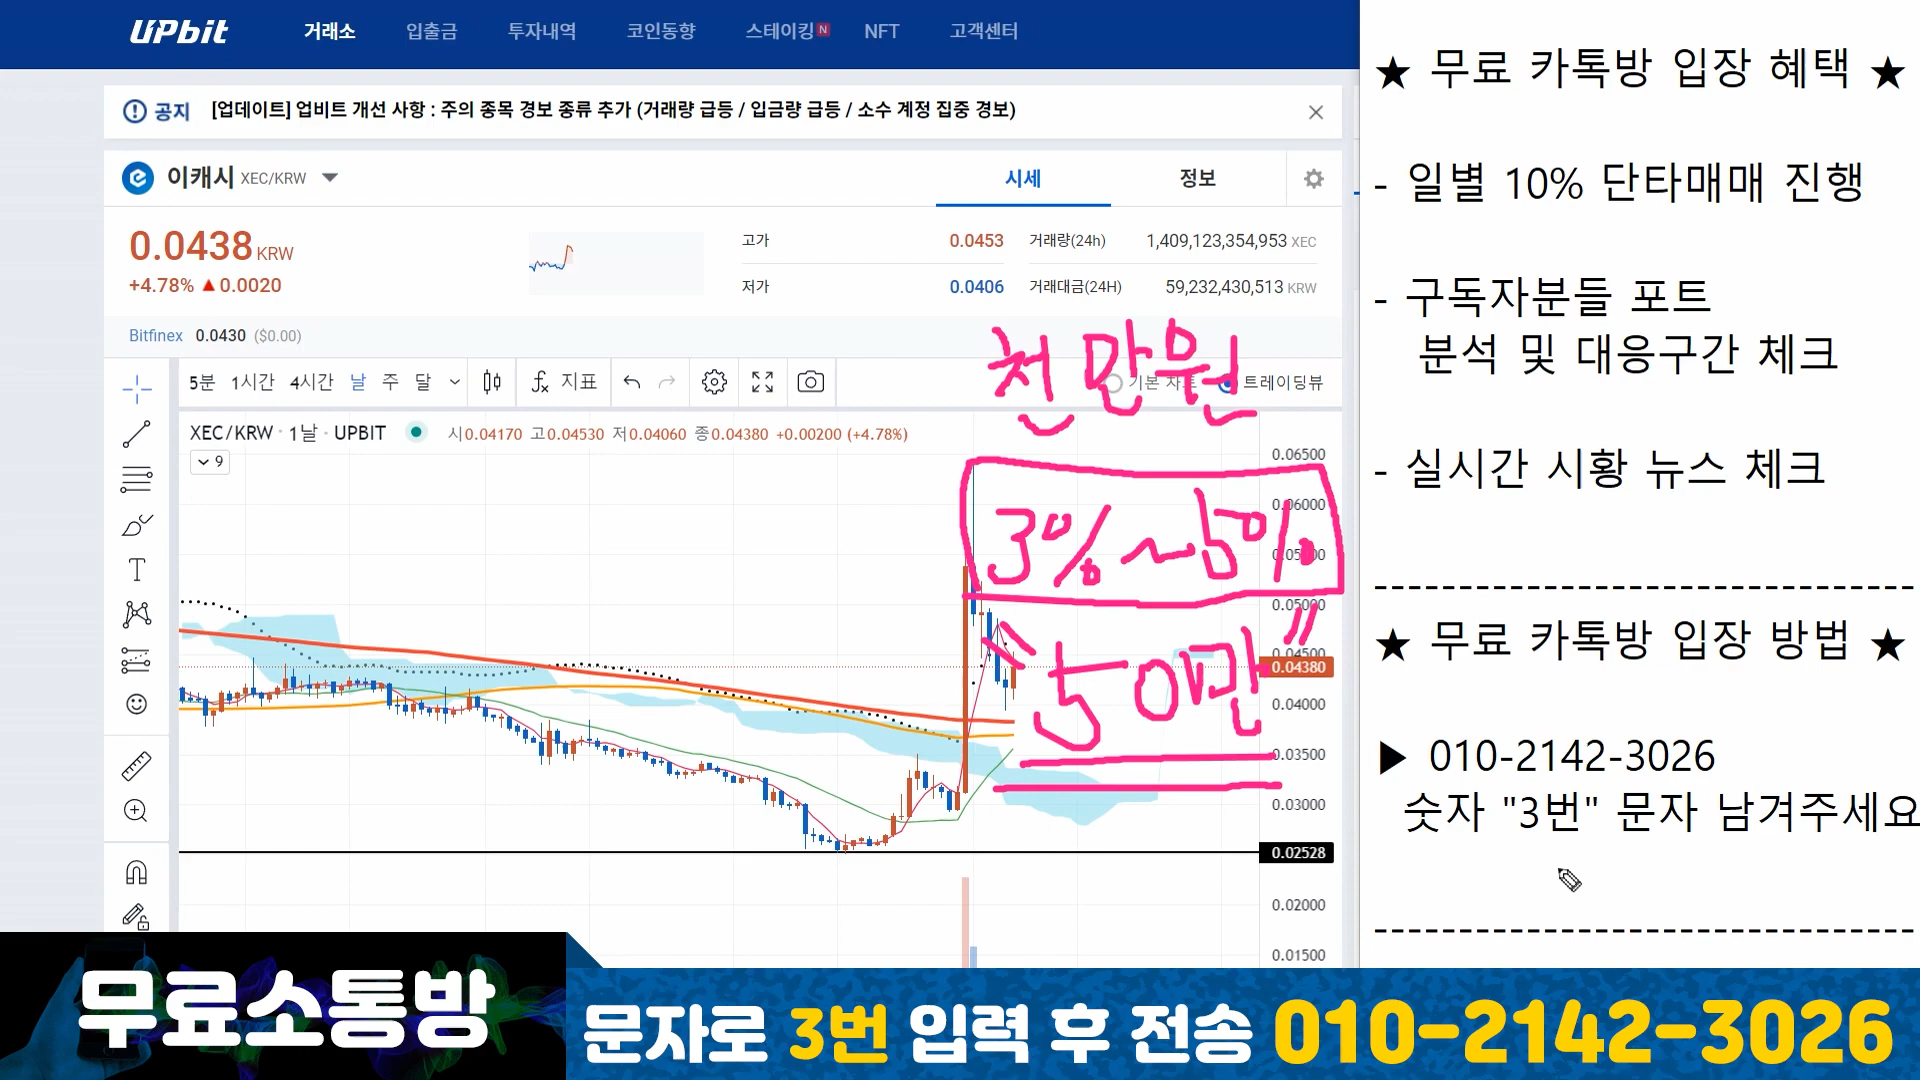 UPbit 거래소 입출금 투자내역 코인동향 스테이킹 N NFT 고객센터
공지 [업데이트] 업비트 개선 사항 : 주의 종목 경보 종류 추가 (거래량 급등 / 입금량 급등 / 소수 계정 집중 경보)
이캐시 XEC/KRW 시세 정보
0.0438 KRW
+4.78% ▲ 0.0020
고가 0.0453 거래량(24h) 1,409,123,354,953 XEC
저가 0.0406 거래대금(24H) 59,232,430,513 KRW
Bitfinex 0.0430 ($0.00)
5분 1시간 4시간 날 주 달 지표 기본 차트 트레이딩뷰
천만원
XEC/KRW · 1날 · UPBIT 시0.04170 고0.04530 저0.04060 종0.04380 +0.00200 (+4.78%)
9
3%~5%
50만
0.06500
0.06000
0.05500
0.05000
0.04500
0.04380
0.04000
0.03500
0.03000
0.02528
0.02000
0.01500
★ 무료 카톡방 입장 혜택 ★
- 일별 10% 단타매매 진행
- 구독자분들 포트
분석 및 대응구간 체크
- 실시간 시황 뉴스 체크
--------------------------------
★ 무료 카톡방 입장 방법 ★
▶ 010-2142-3026
숫자 "3번" 문자 남겨주세요
--------------------------------
무료소통방
문자로 3번 입력 후 전송 010-2142-3026